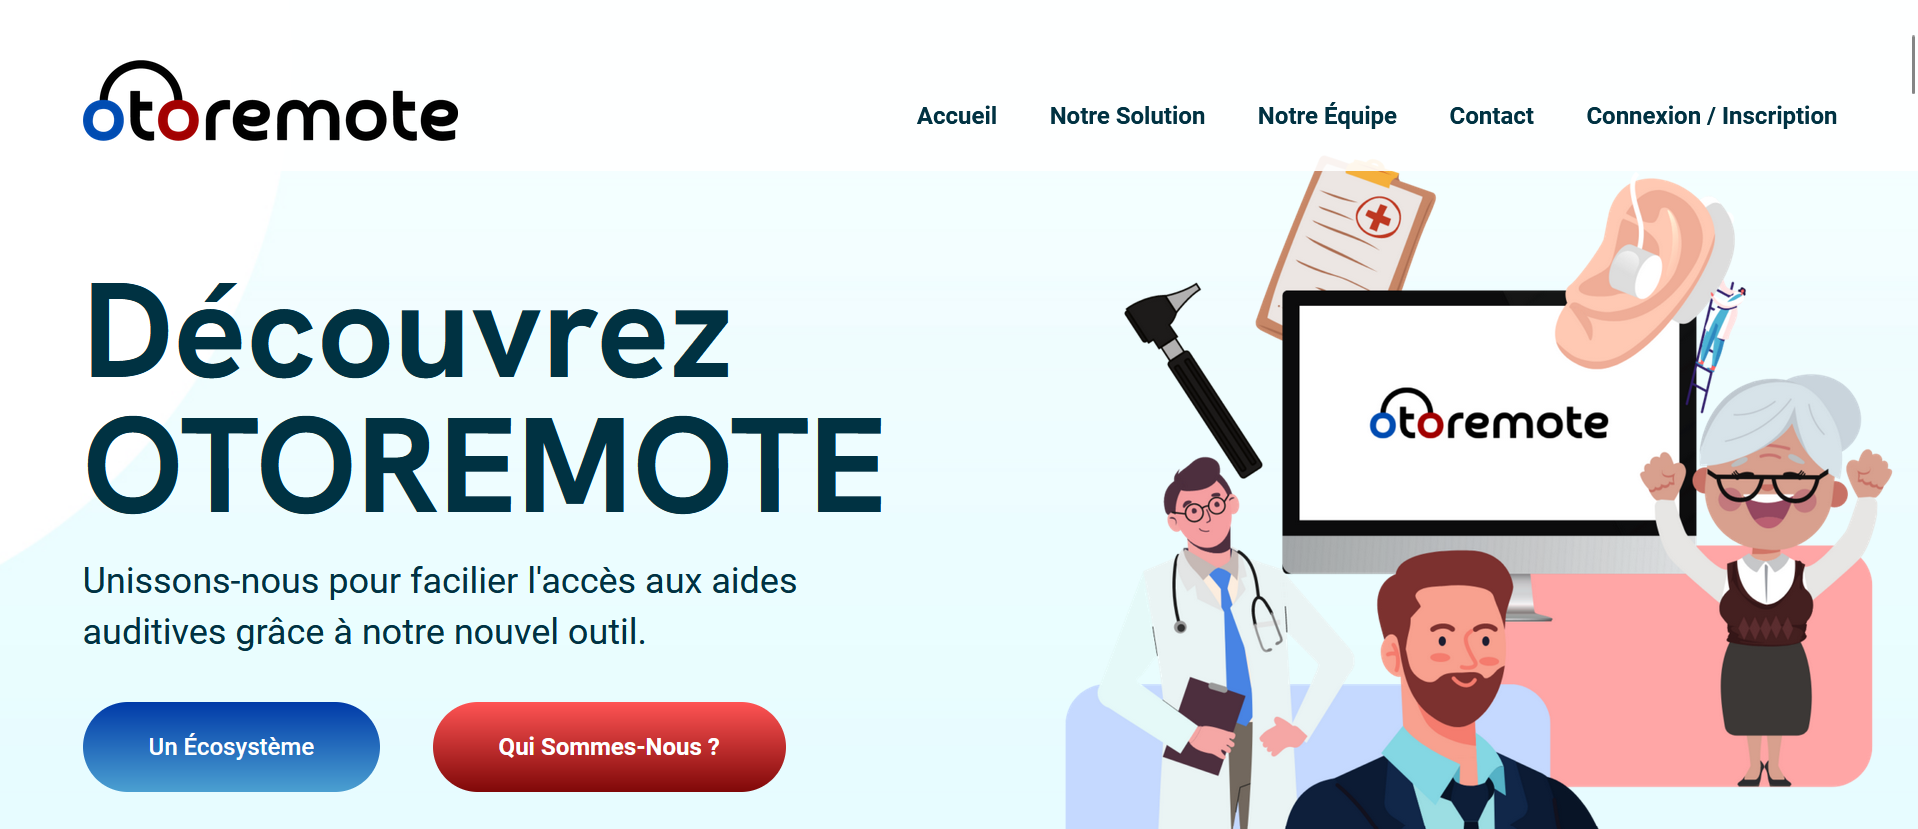 otoremote
Accueil Notre Solution Notre Équipe Contact Connexion / Inscription
Découvrez
OTOREMOTE
Unissons-nous pour facilier l'accès aux aides
auditives grâce à notre nouvel outil.
Un Écosystème Qui Sommes-Nous ?
otoremote